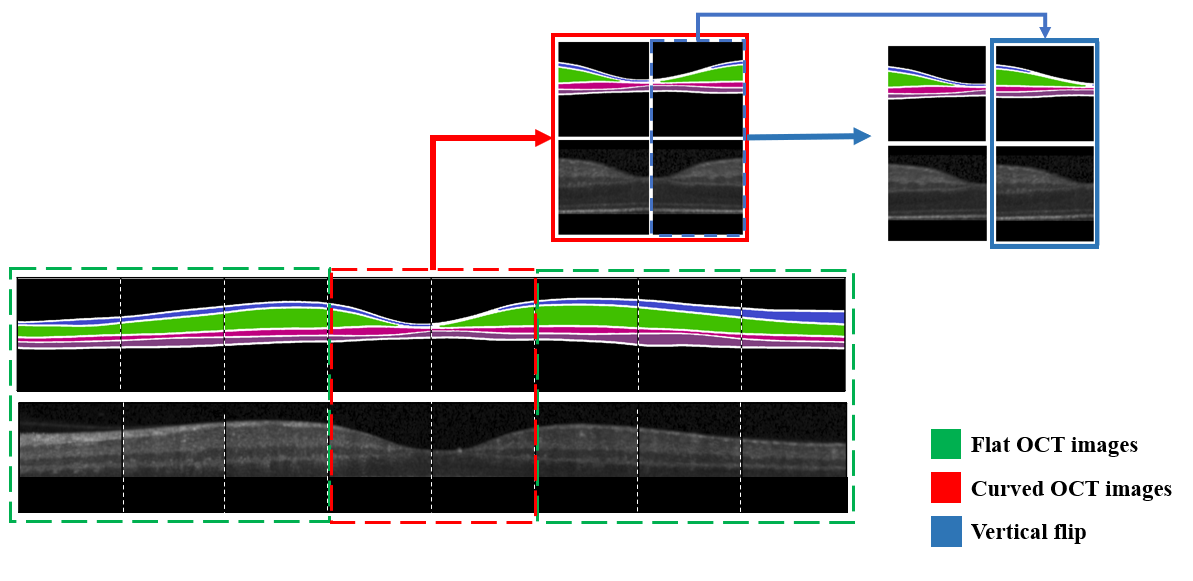 Flat OCT images
Curved OCT images
Vertical flip